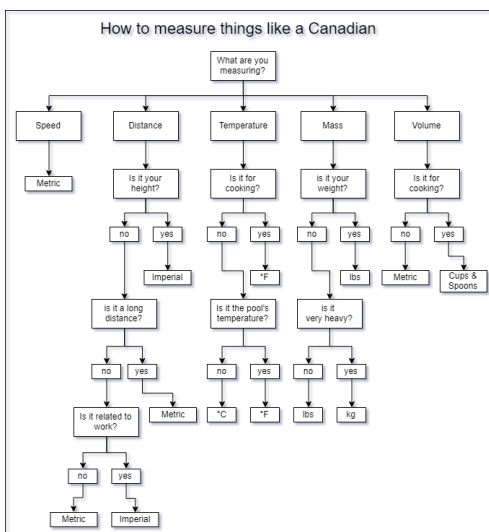 How to measure things like a Canadian
What are you
measuring?
Speed
Distance
Temperature
Mass
Volume
Metric
Is it your
height?
Is it for
cooking?
is it your
weight?
Is it for
cooking?
no
yes
no
yes
no
yes
no
yes
Imperial
°F
lbs
Metric
Cups &
Spoons
is it a long
distance?
Is it the pool's
temperature?
is it
very heavy?
no
yes
no
yes
no
yes
Metric
°C
°F
lbs
kg
Is it related to
work?
no
yes
Metric
Imperial